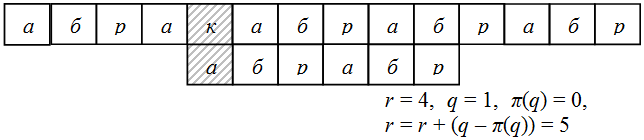 а б р а к а б р а б р а б р
а б р а б р
r = 4, q = 1, π(q) = 0,
r = r + (q – π(q)) = 5